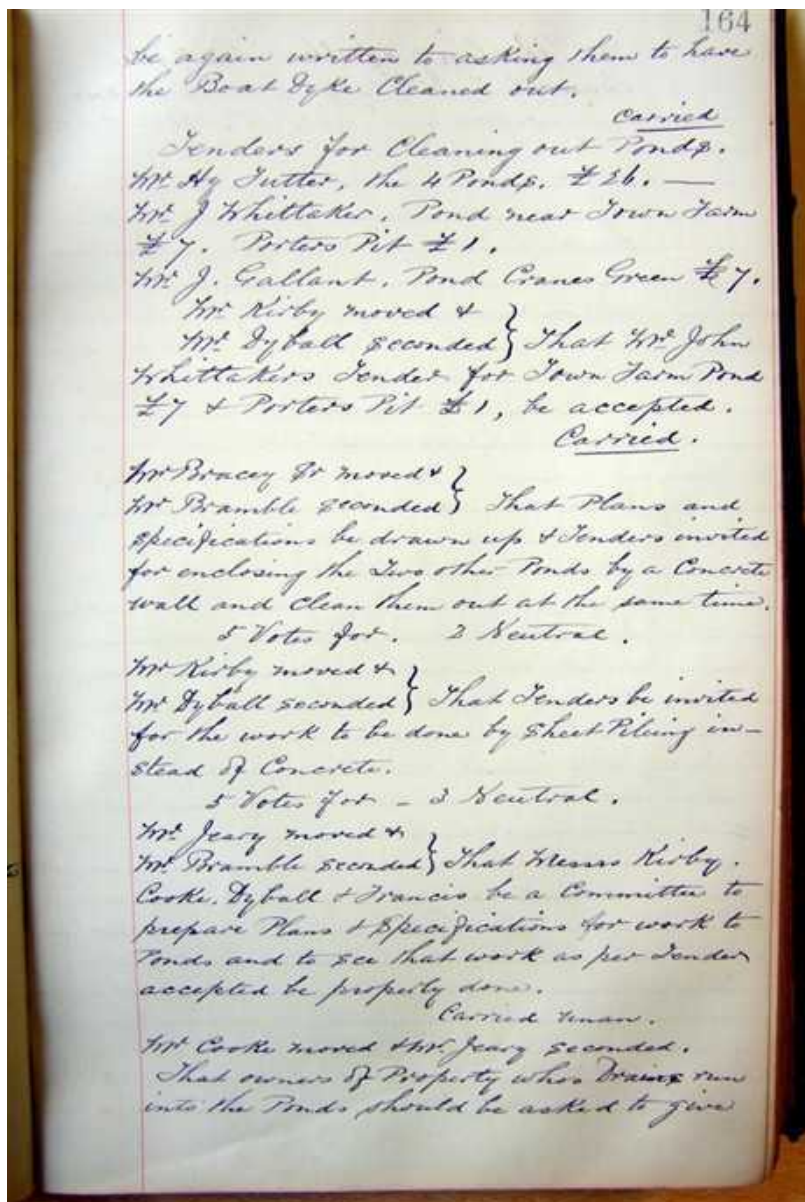 164
be again written to asking them to have
the Boat Dyke Cleaned out.
Carried
Tenders for Cleaning out Ponds.
Mr Hy Tutter, the 4 Ponds. £26. —
Mr J Whittaker. Pond near Town Farm
£7. Porters Pit £1.
Mr J. Gallant. Pond Cranes Green £7.
Mr Kirby moved &
Mr Dyball seconded } That Mr John
Whittakers Tender for Town Farm Pond
£7 & Porters Pit £1, be accepted.
Carried.
Mr Bracey Sr moved &
Mr Bramble seconded } That Plans and
specifications be drawn up & Tenders invited
for enclosing the Two other Ponds by a Concrete
wall and clean them out at the same time.
5 Votes for. 2 Neutral.
Mr Kirby moved &
Mr Dyball seconded } That Tenders be invited
for the work to be done by Sheet Piling in-
stead of Concrete.
5 Votes for - 3 Neutral.
Mr Jeary moved &
Mr Bramble seconded } That Messrs Kirby.
Cooke. Dyball & Francis be a Committee to
prepare Plans & Specifications for work to
Ponds and to see that work as per Tender
accepted be properly done.
Carried unan.
Mr Cooke moved & Mr. Jeary seconded.
That owners of Property whos Drains run
into the Ponds should be asked to give